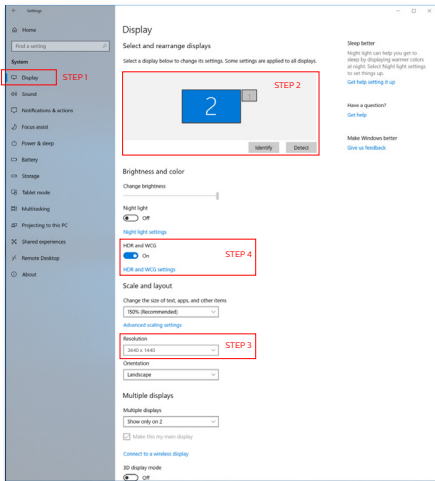 Settings
Home
Find a setting
System
Display
STEP 1
Sound
Notifications & actions
Focus assist
Power & sleep
Battery
Storage
Tablet mode
Multitasking
Projecting to this PC
Shared experiences
Remote Desktop
About
Display
Select and rearrange displays
Select a display below to change its settings. Some settings are applied to all displays.
STEP 2
2
1
Identify
Detect
Brightness and color
Change brightness
Night light
Off
Night light settings
HDR and WCG
On
STEP 4
HDR and WCG settings
Scale and layout
Change the size of text, apps, and other items
150% (Recommended)
Advanced scaling settings
Resolution
STEP 3
3440 x 1440
Orientation
Landscape
Multiple displays
Multiple displays
Show only on 2
Make this my main display
Connect to a wireless display
3D display mode
Off
Sleep better
Night light can help you get to
sleep by displaying warmer colors
at night. Select Night light settings
to set things up.
Get help setting it up
Have a question?
Get help
Make Windows better
Give us feedback